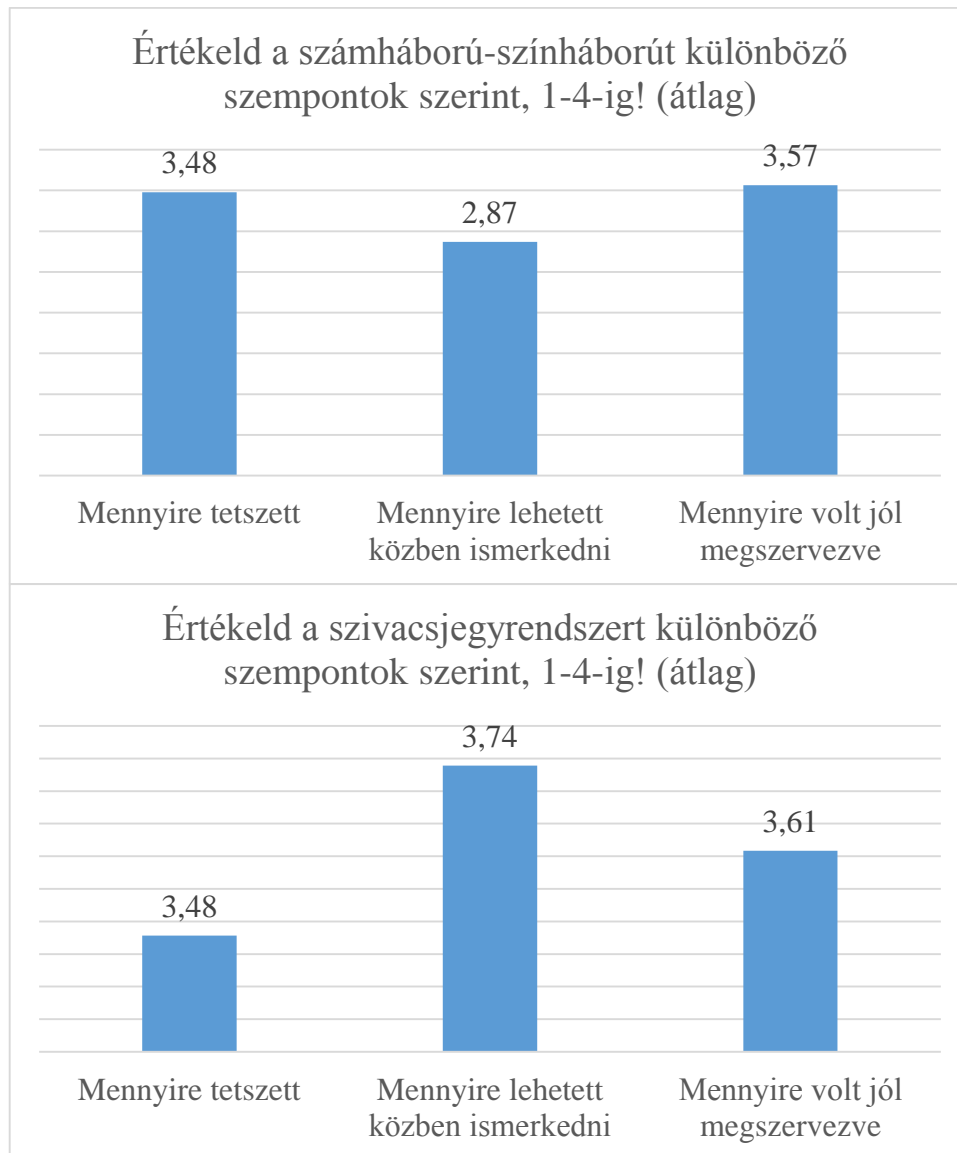 Értékeld a számháború-színháborút különböző
szempontok szerint, 1-4-ig! (átlag)
3,48
2,87
3,57
Mennyire tetszett
Mennyire lehetett
közben ismerkedni
Mennyire volt jól
megszervezve
Értékeld a szivacsjegyrendszert különböző
szempontok szerint, 1-4-ig! (átlag)
3,48
3,74
3,61
Mennyire tetszett
Mennyire lehetett
közben ismerkedni
Mennyire volt jól
megszervezve